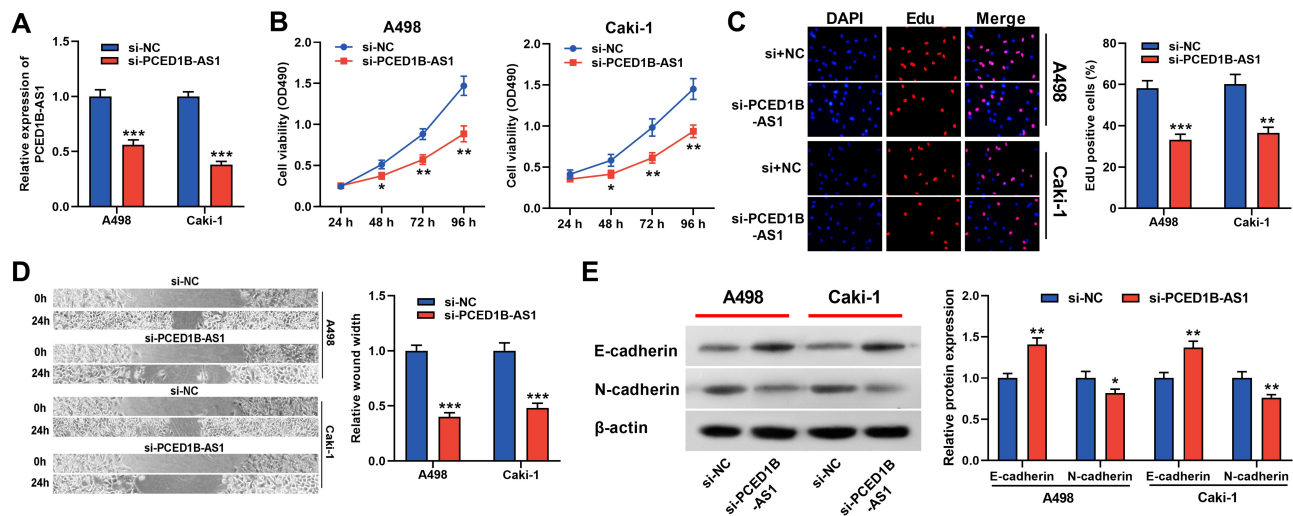 A
Relative expression of
PCED1B-AS1
1.5
1.0
0.5
0.0
si-NC
si-PCED1B-AS1
***
***
A498
Caki-1
B
A498
Cell viability (OD490)
2.0
1.5
1.0
0.5
0.0
si-NC
si-PCED1B-AS1
*
**
**
24 h
48 h
72 h
96 h
Caki-1
Cell viability (OD490)
2.0
1.5
1.0
0.5
0.0
si-NC
si-PCED1B-AS1
*
**
**
24 h
48 h
72 h
96 h
C
DAPI
Edu
Merge
si+NC
si-PCED1B
-AS1
A498
si+NC
si-PCED1B
-AS1
Caki-1
EdU positive cells (%)
80
60
40
20
0
si-NC
si-PCED1B-AS1
***
**
A498
Caki-1
D
si-NC
0h
24h
si-PCED1B-AS1
0h
24h
A498
si-NC
0h
24h
si-PCED1B-AS1
0h
24h
Caki-1
Relative wound width
1.5
1.0
0.5
0.0
si-NC
si-PCED1B-AS1
***
***
A498
Caki-1
E
A498
Caki-1
E-cadherin
N-cadherin
β-actin
si-NC
si-PCED1B
-AS1
si-NC
si-PCED1B
-AS1
Relative protein expression
2.0
1.5
1.0
0.5
0.0
si-NC
si-PCED1B-AS1
**
*
**
**
E-cadherin
N-cadherin
E-cadherin
N-cadherin
A498
Caki-1